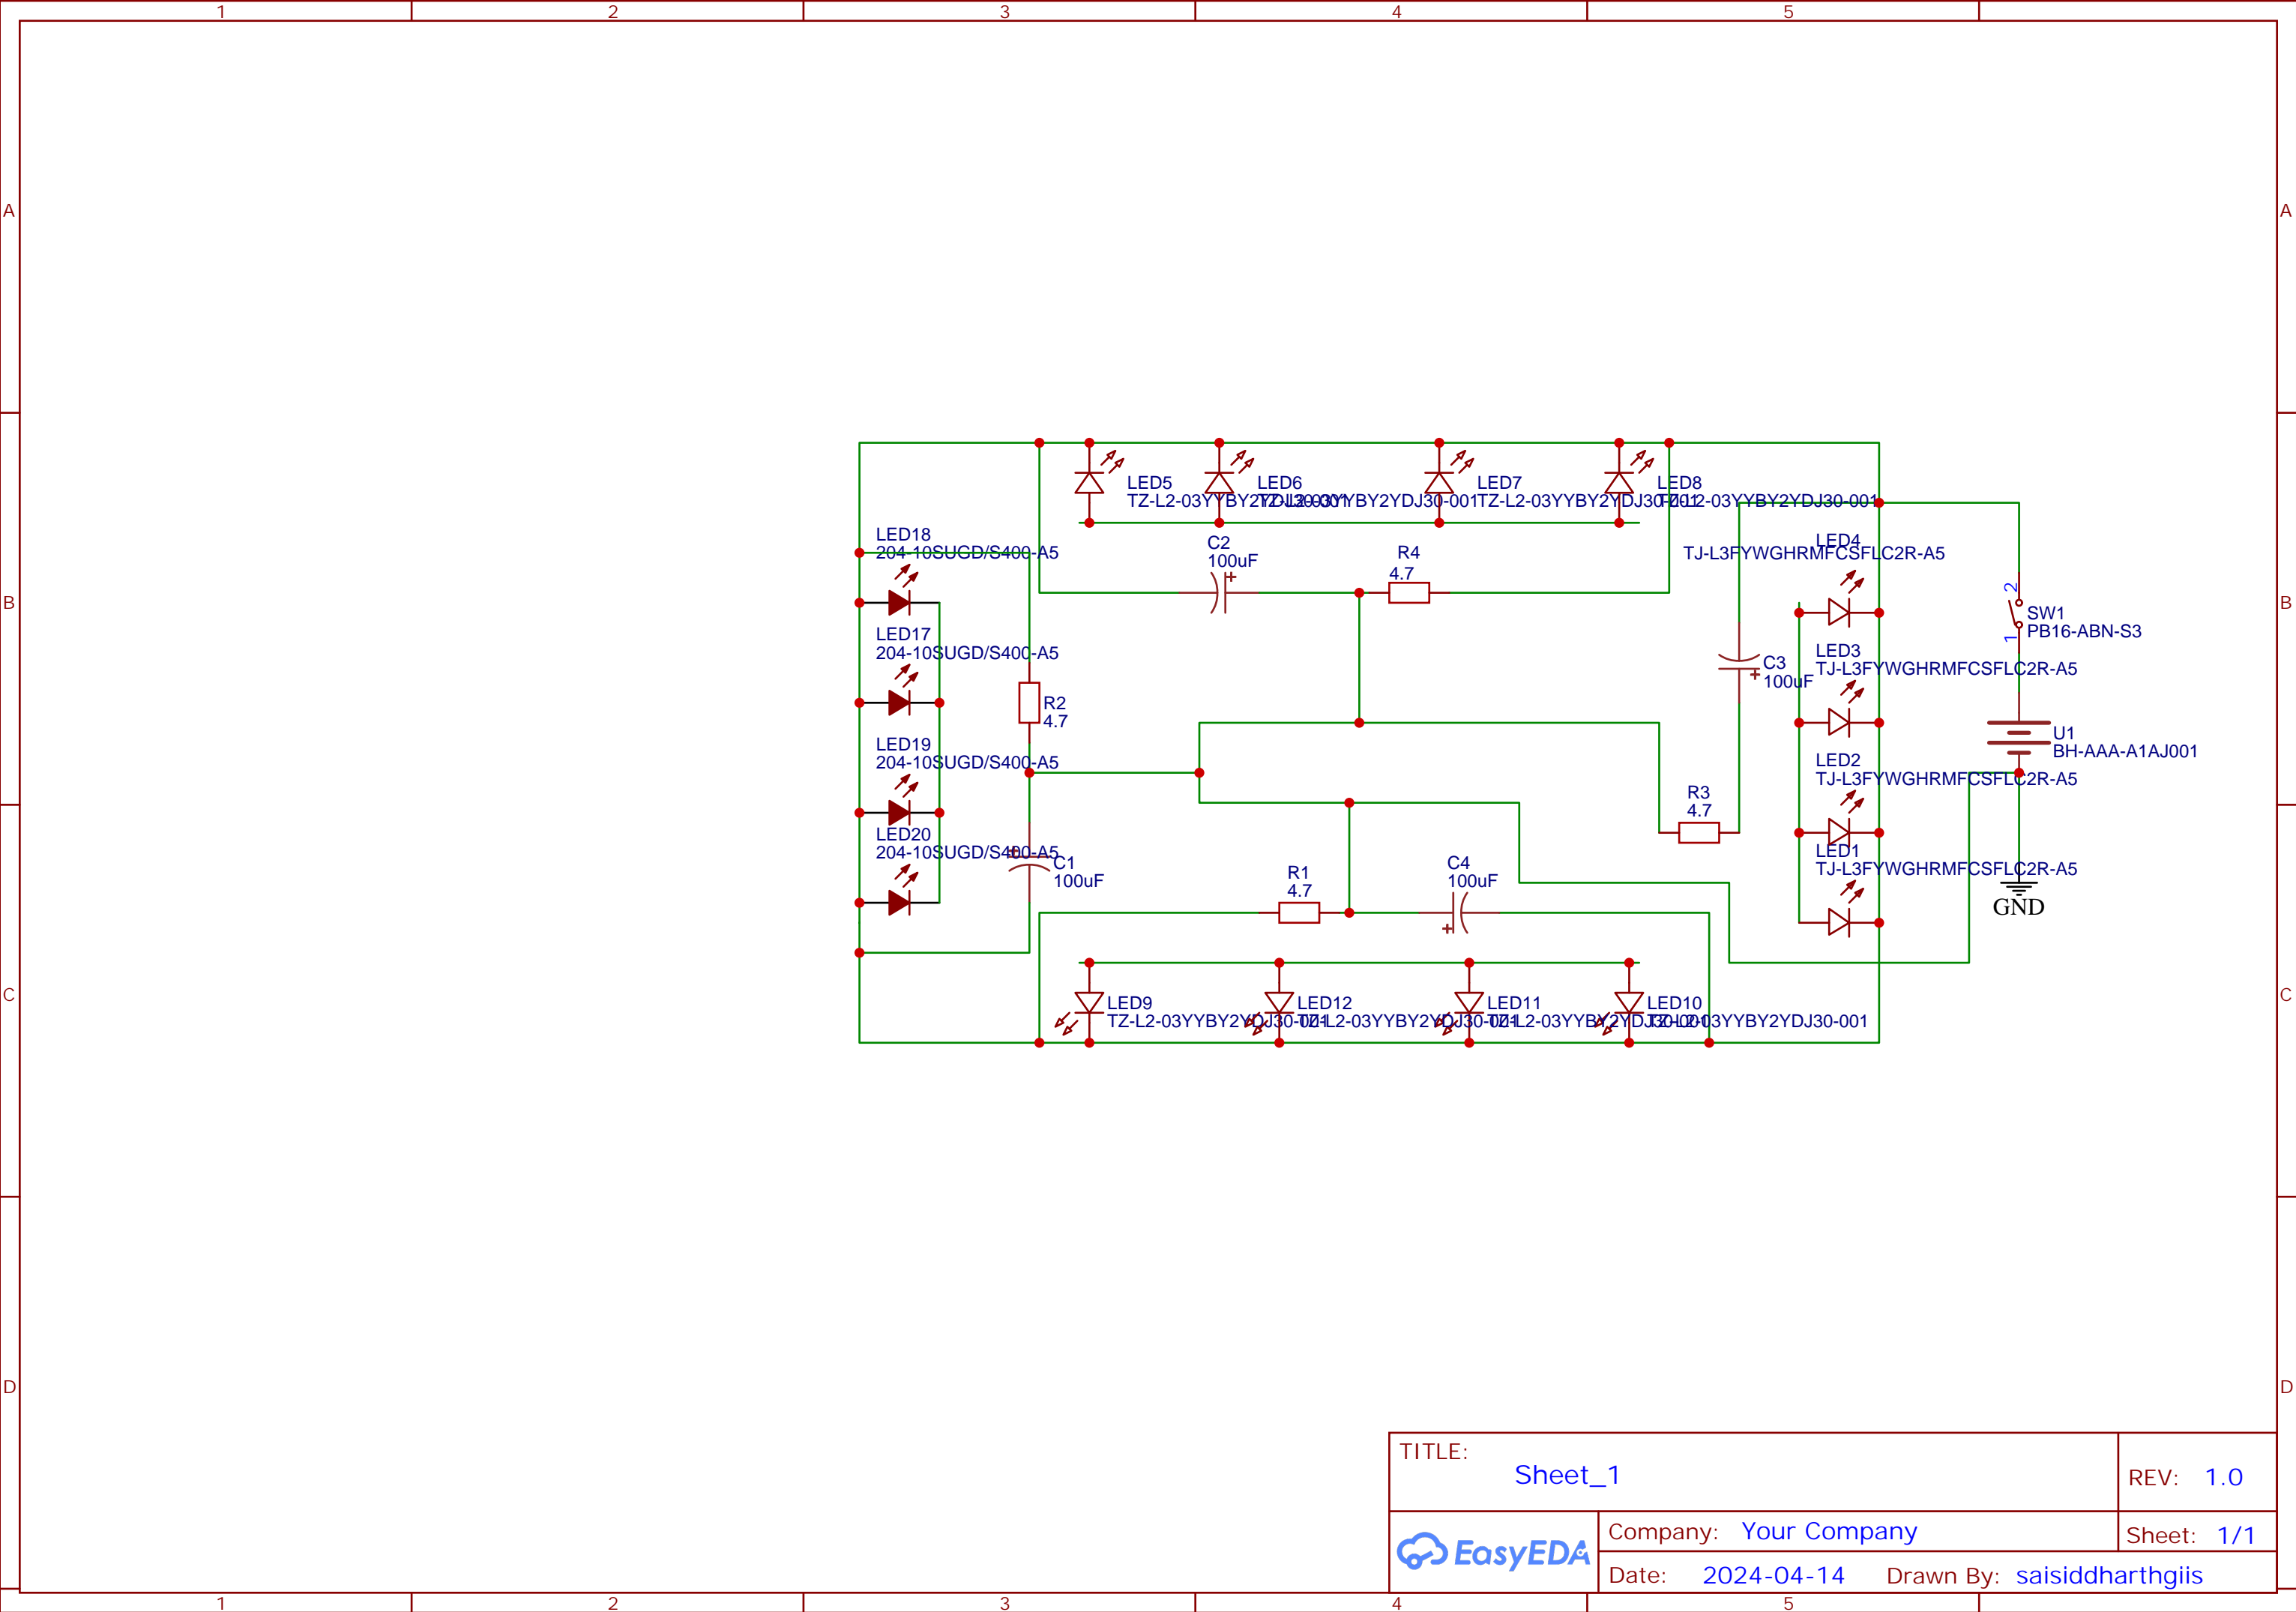 1 2 3 4 5
A A
B B
C C
D D
LED5
TZ-L2-03YYBY2YDJ30-001
LED6
TZ-L2-03YYBY2YDJ30-001
LED7
TZ-L2-03YYBY2YDJ30-001
LED8
TZ-L2-03YYBY2YDJ30-001
LED18
204-10SUGD/S400-A5
C2
100uF
R4
4.7
LED4
TJ-L3FYWGHRMFCSFLC2R-A5
2
1
SW1
PB16-ABN-S3
LED17
204-10SUGD/S400-A5
LED3
TJ-L3FYWGHRMFCSFLC2R-A5
C3
100uF
R2
4.7
U1
BH-AAA-A1AJ001
LED19
204-10SUGD/S400-A5
LED2
TJ-L3FYWGHRMFCSFLC2R-A5
R3
4.7
LED20
204-10SUGD/S400-A5
LED1
TJ-L3FYWGHRMFCSFLC2R-A5
C1
100uF
R1
4.7
C4
100uF
GND
LED9
TZ-L2-03YYBY2YDJ30-001
LED12
TZ-L2-03YYBY2YDJ30-001
LED11
TZ-L2-03YYBY2YDJ30-001
LED10
TZ-L2-03YYBY2YDJ30-001
TITLE:
Sheet_1
REV: 1.0
EasyEDA
Company: Your Company
Sheet: 1/1
Date: 2024-04-14 Drawn By: saisiddharthgiis
1 2 3 4 5